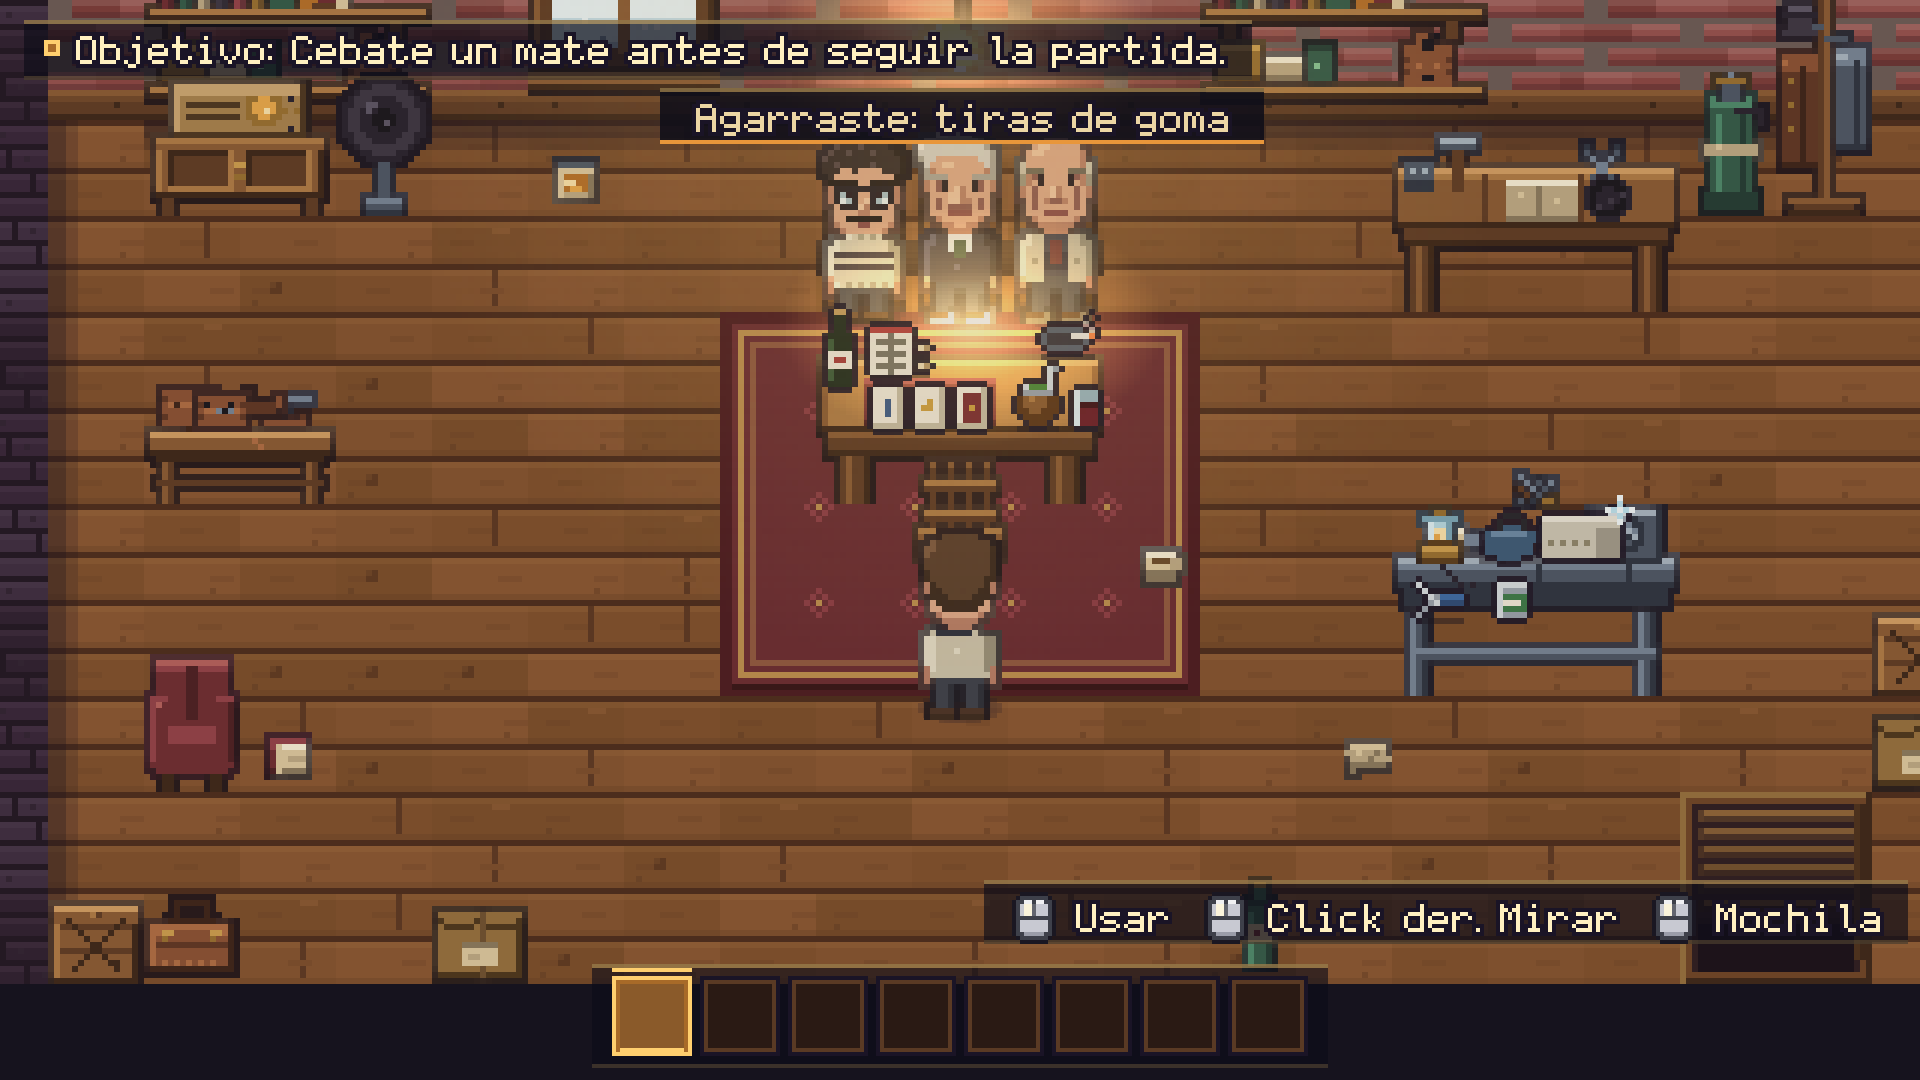 Objetivo: Cebate un mate antes de seguir la partida.
Agarraste: tiras de goma
Usar Click der. Mirar Mochila